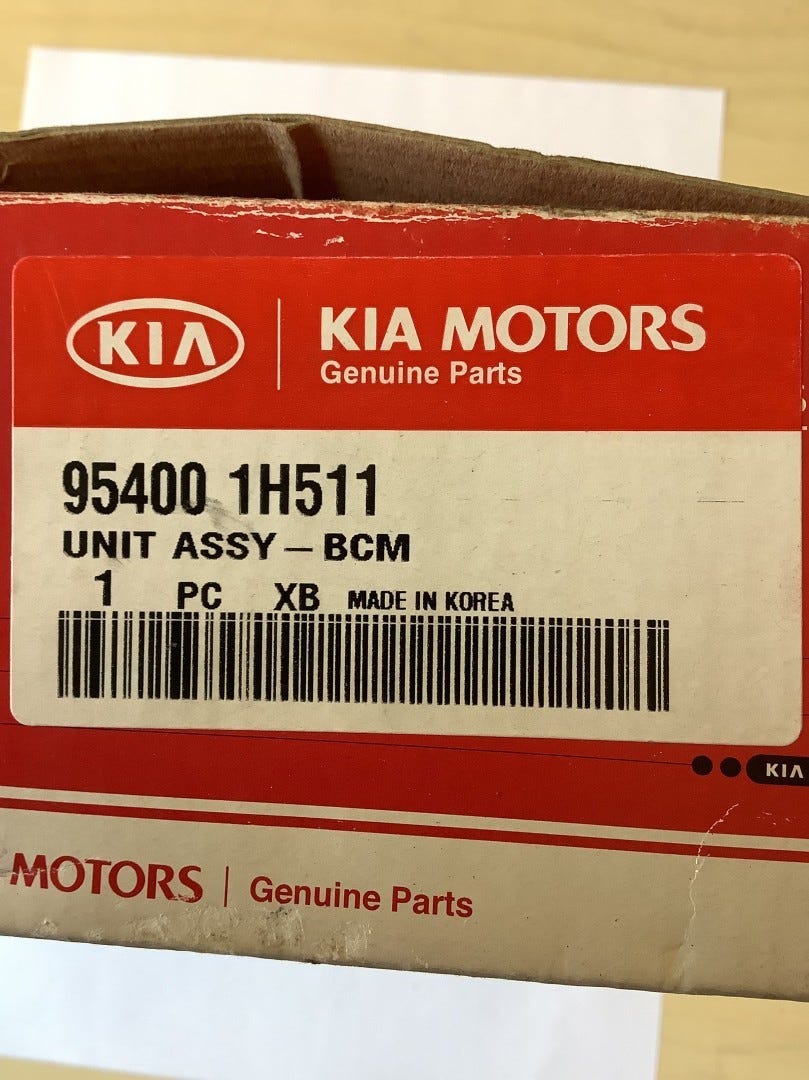 KIA
KIA MOTORS
Genuine Parts
95400 1H511
UNIT ASSY – BCM
1 PC XB MADE IN KOREA
KIA
MOTORS
Genuine Parts